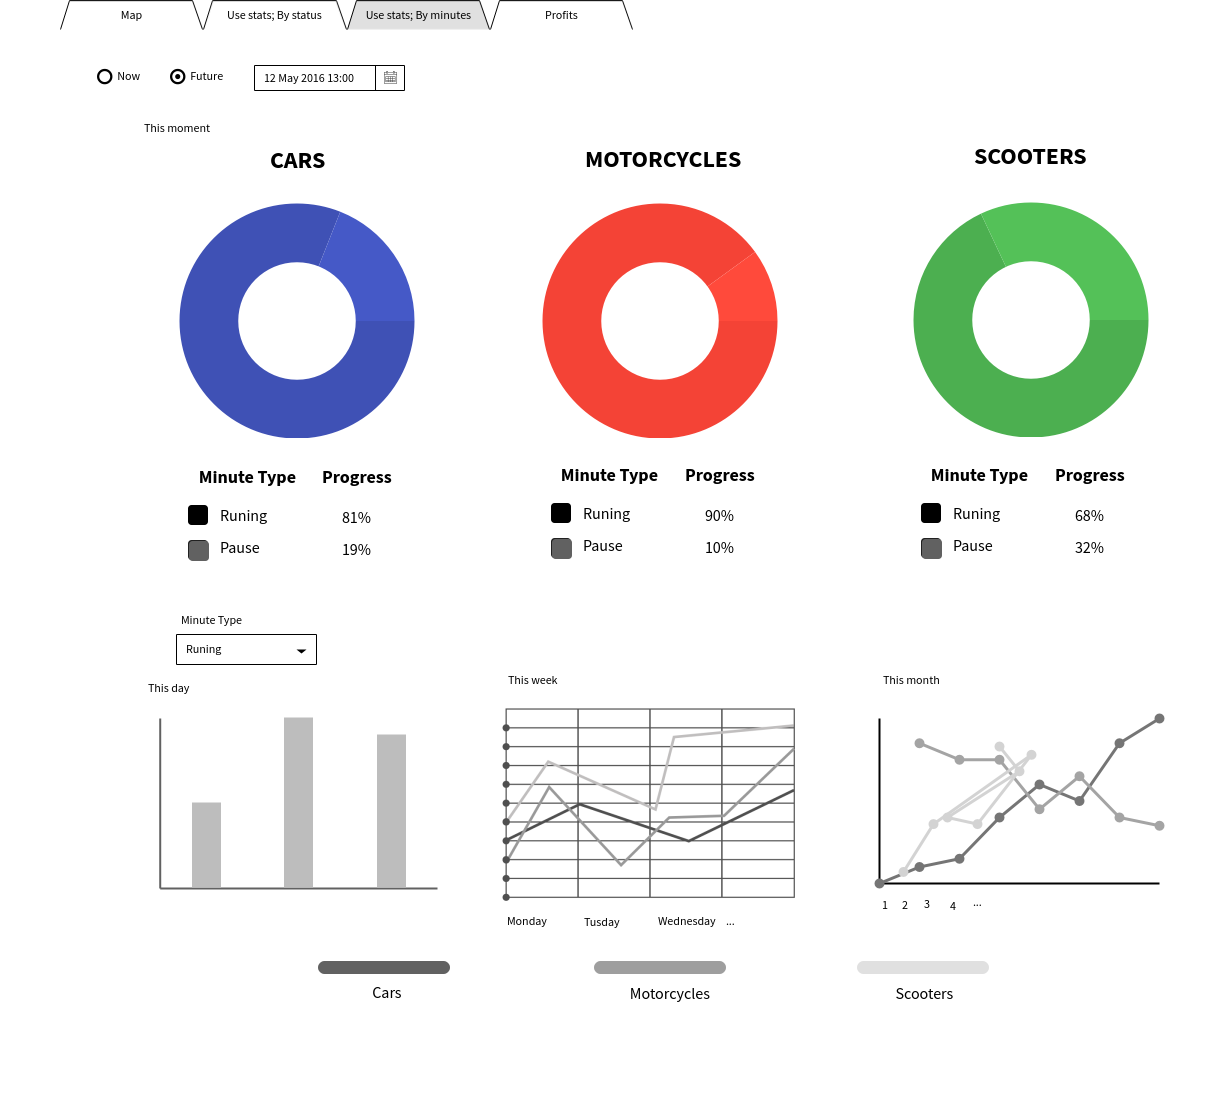 Map
Use stats; By status
Use stats; By minutes
Profits
Now
Future
12 May 2016 13:00
This moment
CARS
MOTORCYCLES
SCOOTERS
Minute Type Progress
Runing 81%
Pause 19%
Minute Type Progress
Runing 90%
Pause 10%
Minute Type Progress
Runing 68%
Pause 32%
Minute Type
Runing
This day
This week
This month
Monday Tusday Wednesday ...
1 2 3 4 ...
Cars
Motorcycles
Scooters